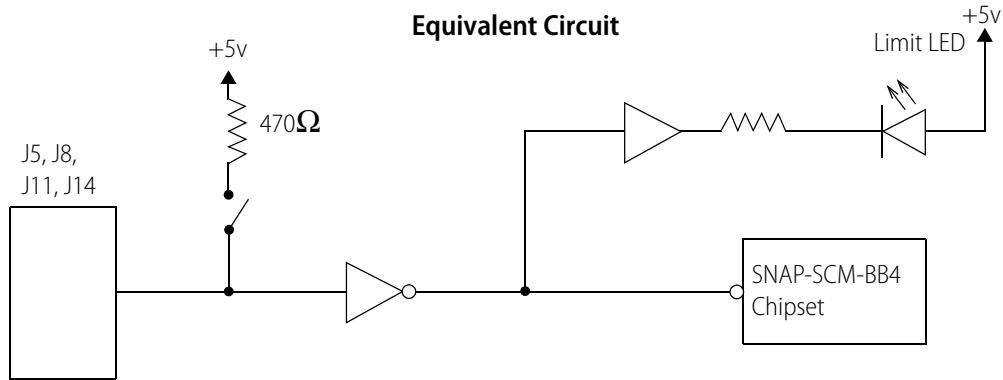 Equivalent Circuit
+5v
Limit LED
+5v
470Ω
J5, J8,
J11, J14
SNAP-SCM-BB4
Chipset